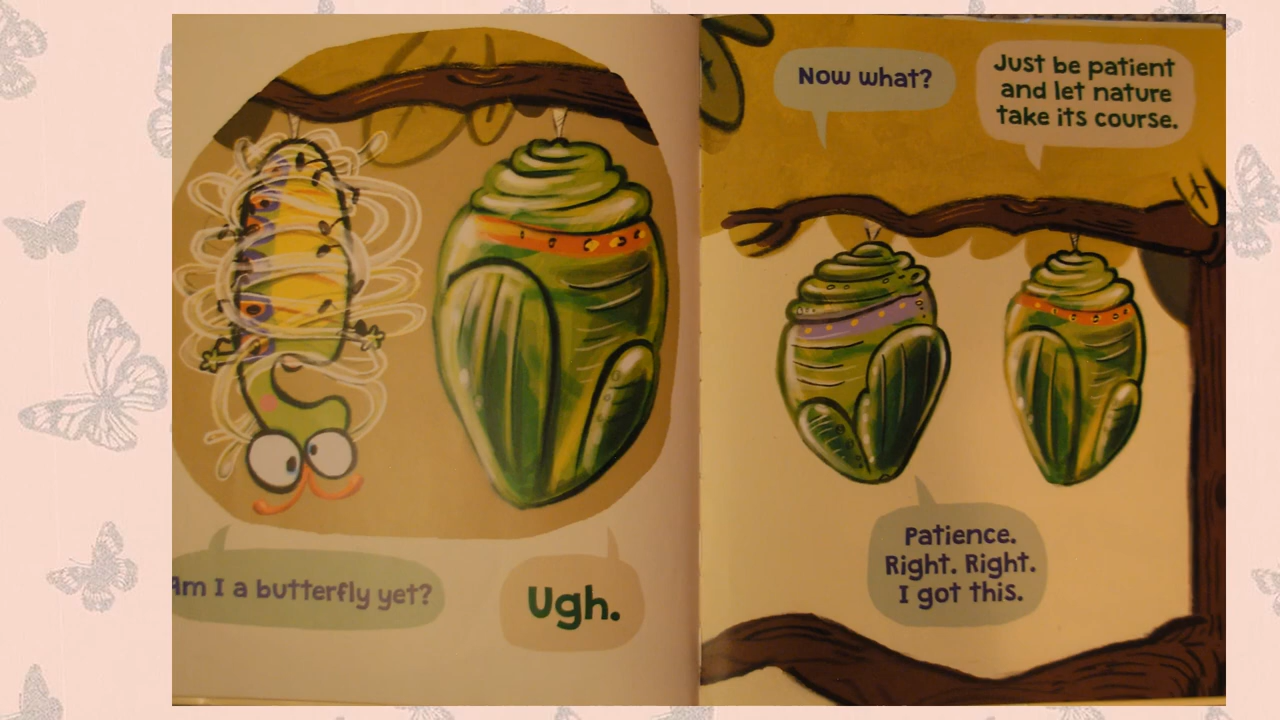 Am I a butterfly yet?
Ugh.
Now what?
Just be patient
and let nature
take its course.
Patience.
Right. Right.
I got this.